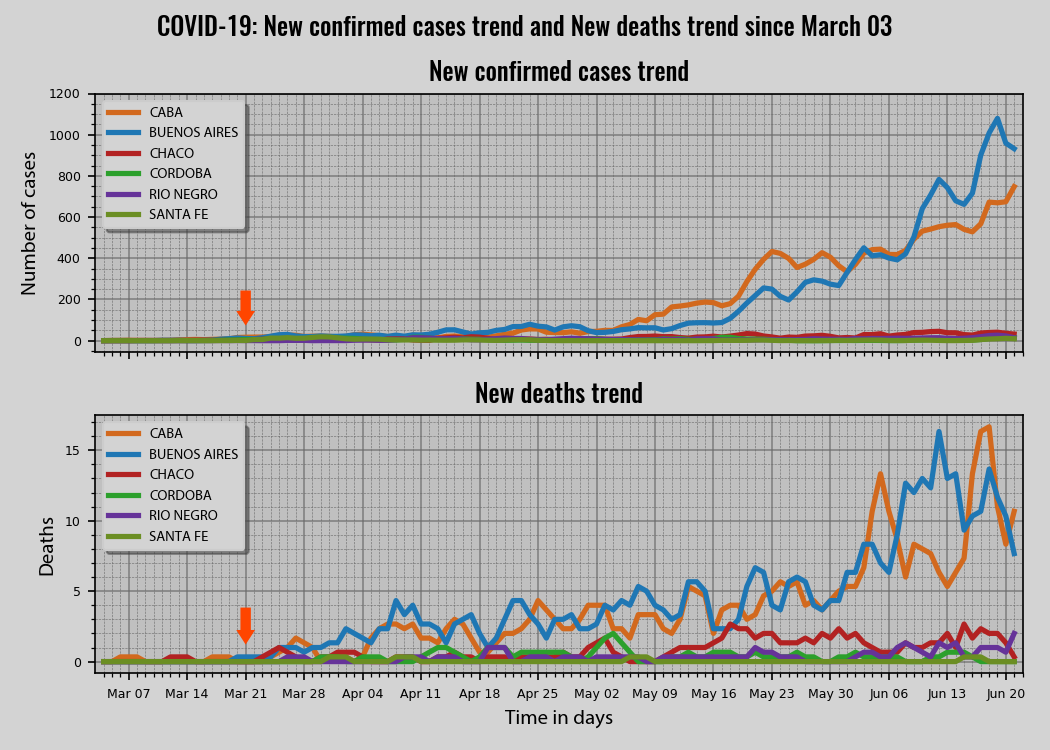 COVID-19: New confirmed cases trend and New deaths trend since March 03
New confirmed cases trend
Number of cases
1200
1000
800
600
400
200
0
CABA
BUENOS AIRES
CHACO
CORDOBA
RIO NEGRO
SANTA FE
New deaths trend
Deaths
15
10
5
0
CABA
BUENOS AIRES
CHACO
CORDOBA
RIO NEGRO
SANTA FE
Mar 07 Mar 14 Mar 21 Mar 28 Apr 04 Apr 11 Apr 18 Apr 25 May 02 May 09 May 16 May 23 May 30 Jun 06 Jun 13 Jun 20
Time in days